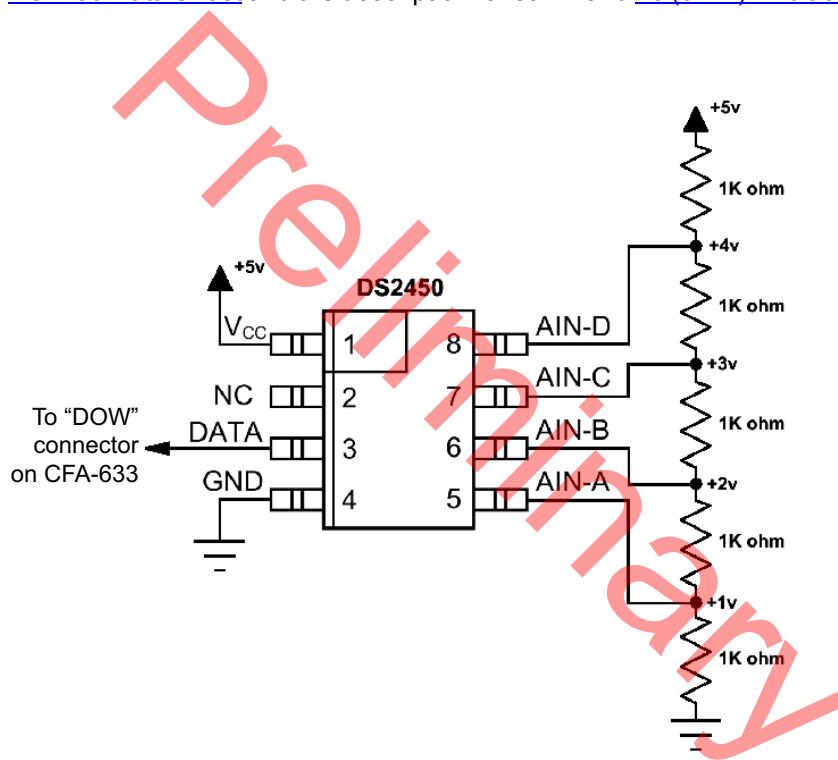 +5v
1K ohm
+4v
+5v
DS2450
1K ohm
VCC
1
8
AIN-D
+3v
NC
2
7
AIN-C
1K ohm
To “DOW”
connector
on CFA-633
DATA
3
6
AIN-B
GND
4
5
AIN-A
+2v
1K ohm
+1v
1K ohm
Preliminary